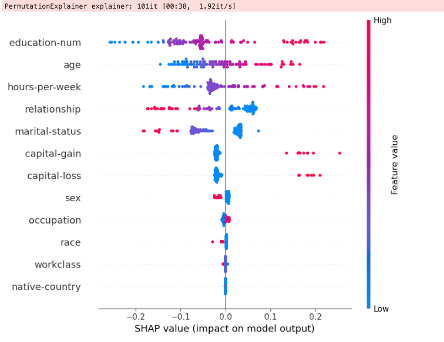 PermutationExplainer explainer: 101it [00:38, 1.92it/s]
High
education-num
age
hours-per-week
relationship
marital-status
capital-gain
capital-loss
sex
occupation
race
workclass
native-country
Feature value
Low
−0.2 −0.1 0.0 0.1 0.2
SHAP value (impact on model output)